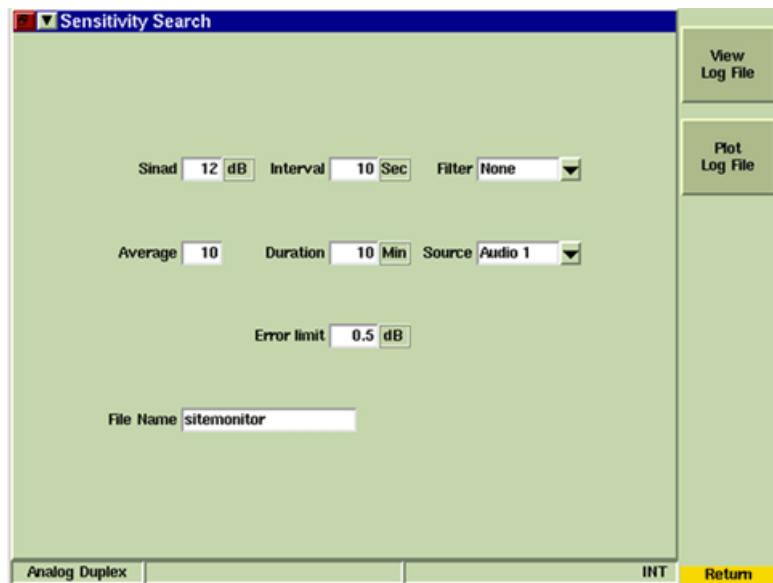 Sensitivity Search
View
Log File
Plot
Log File
Sinad 12 dB Interval 10 Sec Filter None
Average 10 Duration 10 Min Source Audio 1
Error limit 0.5 dB
File Name sitemonitor
Analog Duplex INT Return